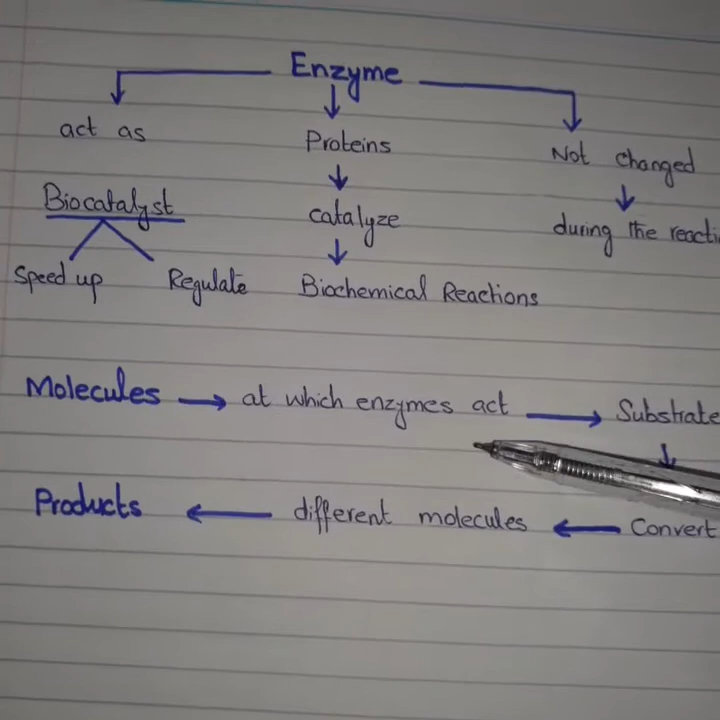 Enzyme
act as
Proteins
Not changed
Biocatalyst
catalyze
during the reacti
Speed up
Regulate
Biochemical Reactions
Molecules → at which enzymes act → Substrate
↓
Products ← different molecules ← Convert